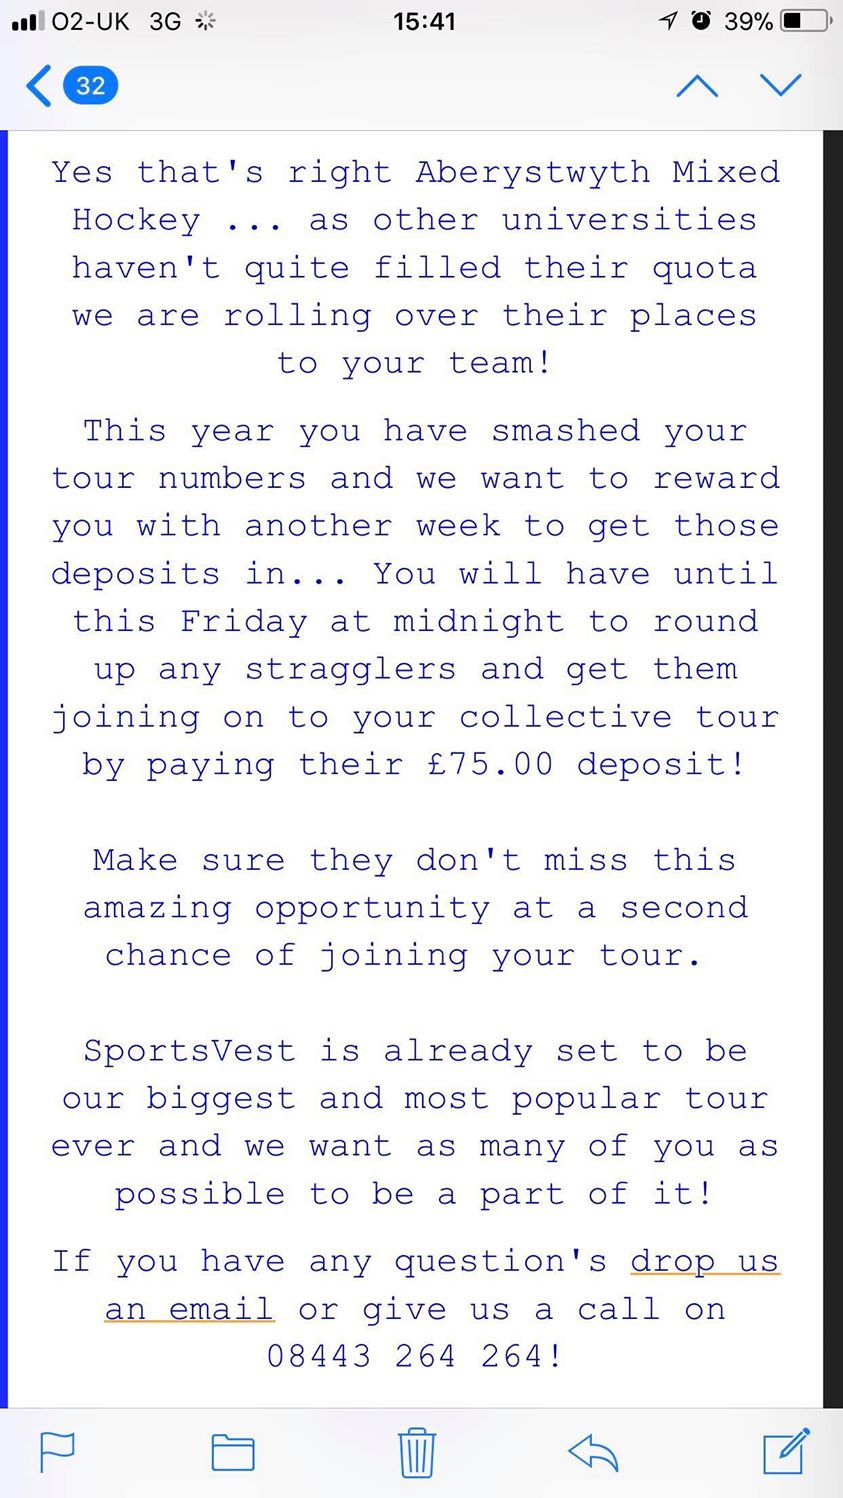 O2-UK 3G 15:41 39%
32
Yes that's right Aberystwyth Mixed
Hockey ... as other universities
haven't quite filled their quota
we are rolling over their places
to your team!
This year you have smashed your
tour numbers and we want to reward
you with another week to get those
deposits in... You will have until
this Friday at midnight to round
up any stragglers and get them
joining on to your collective tour
by paying their £75.00 deposit!
Make sure they don't miss this
amazing opportunity at a second
chance of joining your tour.
SportsVest is already set to be
our biggest and most popular tour
ever and we want as many of you as
possible to be a part of it!
If you have any question's drop us
an email or give us a call on
08443 264 264!